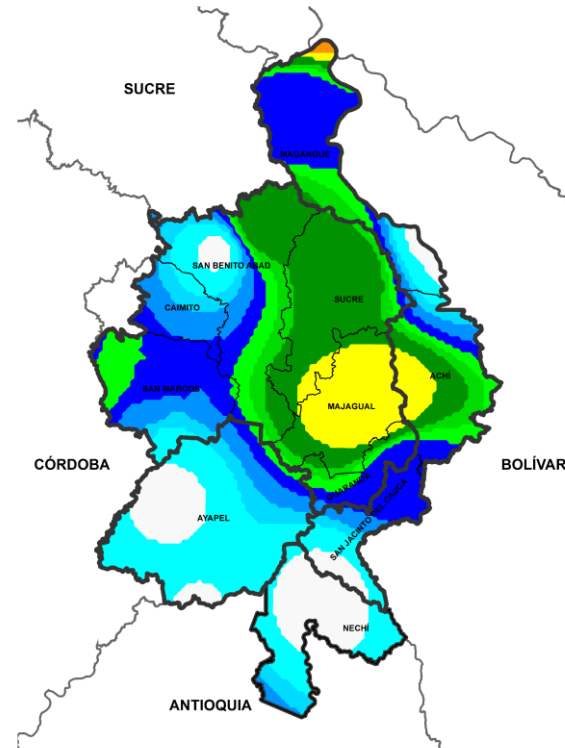 SUCRE
MAGANGUE
SAN BENITO ABAD
SUCRE
CAIMITO
ACHÍ
SAN MARCOS
MAJAGUAL
CÓRDOBA
BOLÍVAR
GUARANDA
SAN JACINTO DEL CAUCA
AYAPEL
NECHÍ
ANTIOQUIA